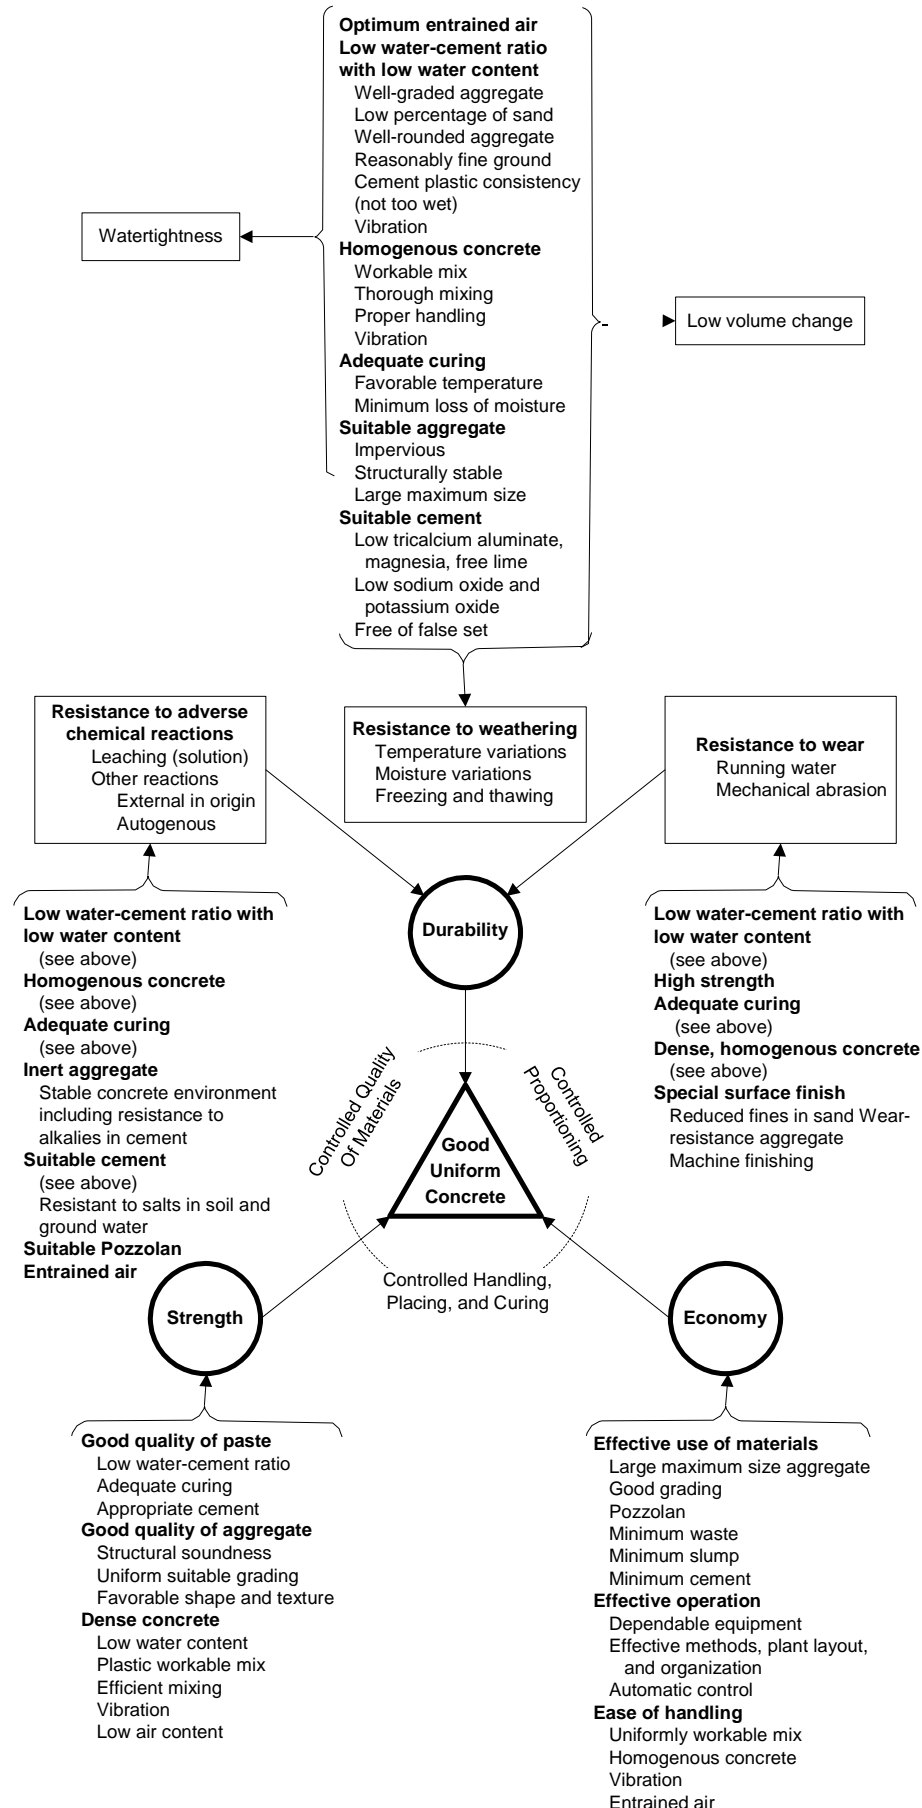 Optimum entrained air
Low water-cement ratio
with low water content
Well-graded aggregate
Low percentage of sand
Well-rounded aggregate
Reasonably fine ground
Cement plastic consistency
(not too wet)
Vibration
Homogenous concrete
Workable mix
Thorough mixing
Proper handling
Vibration
Adequate curing
Favorable temperature
Minimum loss of moisture
Suitable aggregate
Impervious
Structurally stable
Large maximum size
Suitable cement
Low tricalcium aluminate,
magnesia, free lime
Low sodium oxide and
potassium oxide
Free of false set
Watertightness
Low volume change
Resistance to adverse
chemical reactions
Leaching (solution)
Other reactions
External in origin
Autogenous
Resistance to weathering
Temperature variations
Moisture variations
Freezing and thawing
Resistance to wear
Running water
Mechanical abrasion
Low water-cement ratio with
low water content
(see above)
Homogenous concrete
(see above)
Adequate curing
(see above)
Inert aggregate
Stable concrete environment
including resistance to
alkalies in cement
Suitable cement
(see above)
Resistant to salts in soil and
ground water
Suitable Pozzolan
Entrained air
Durability
Low water-cement ratio with
low water content
(see above)
High strength
Adequate curing
(see above)
Dense, homogenous concrete
(see above)
Special surface finish
Reduced fines in sand Wear-
resistance aggregate
Machine finishing
Controlled Quality
Of Materials
Controlled
Proportioning
Good
Uniform
Concrete
Controlled Handling,
Placing, and Curing
Strength
Economy
Good quality of paste
Low water-cement ratio
Adequate curing
Appropriate cement
Good quality of aggregate
Structural soundness
Uniform suitable grading
Favorable shape and texture
Dense concrete
Low water content
Plastic workable mix
Efficient mixing
Vibration
Low air content
Effective use of materials
Large maximum size aggregate
Good grading
Pozzolan
Minimum waste
Minimum slump
Minimum cement
Effective operation
Dependable equipment
Effective methods, plant layout,
and organization
Automatic control
Ease of handling
Uniformly workable mix
Homogenous concrete
Vibration
Entrained air